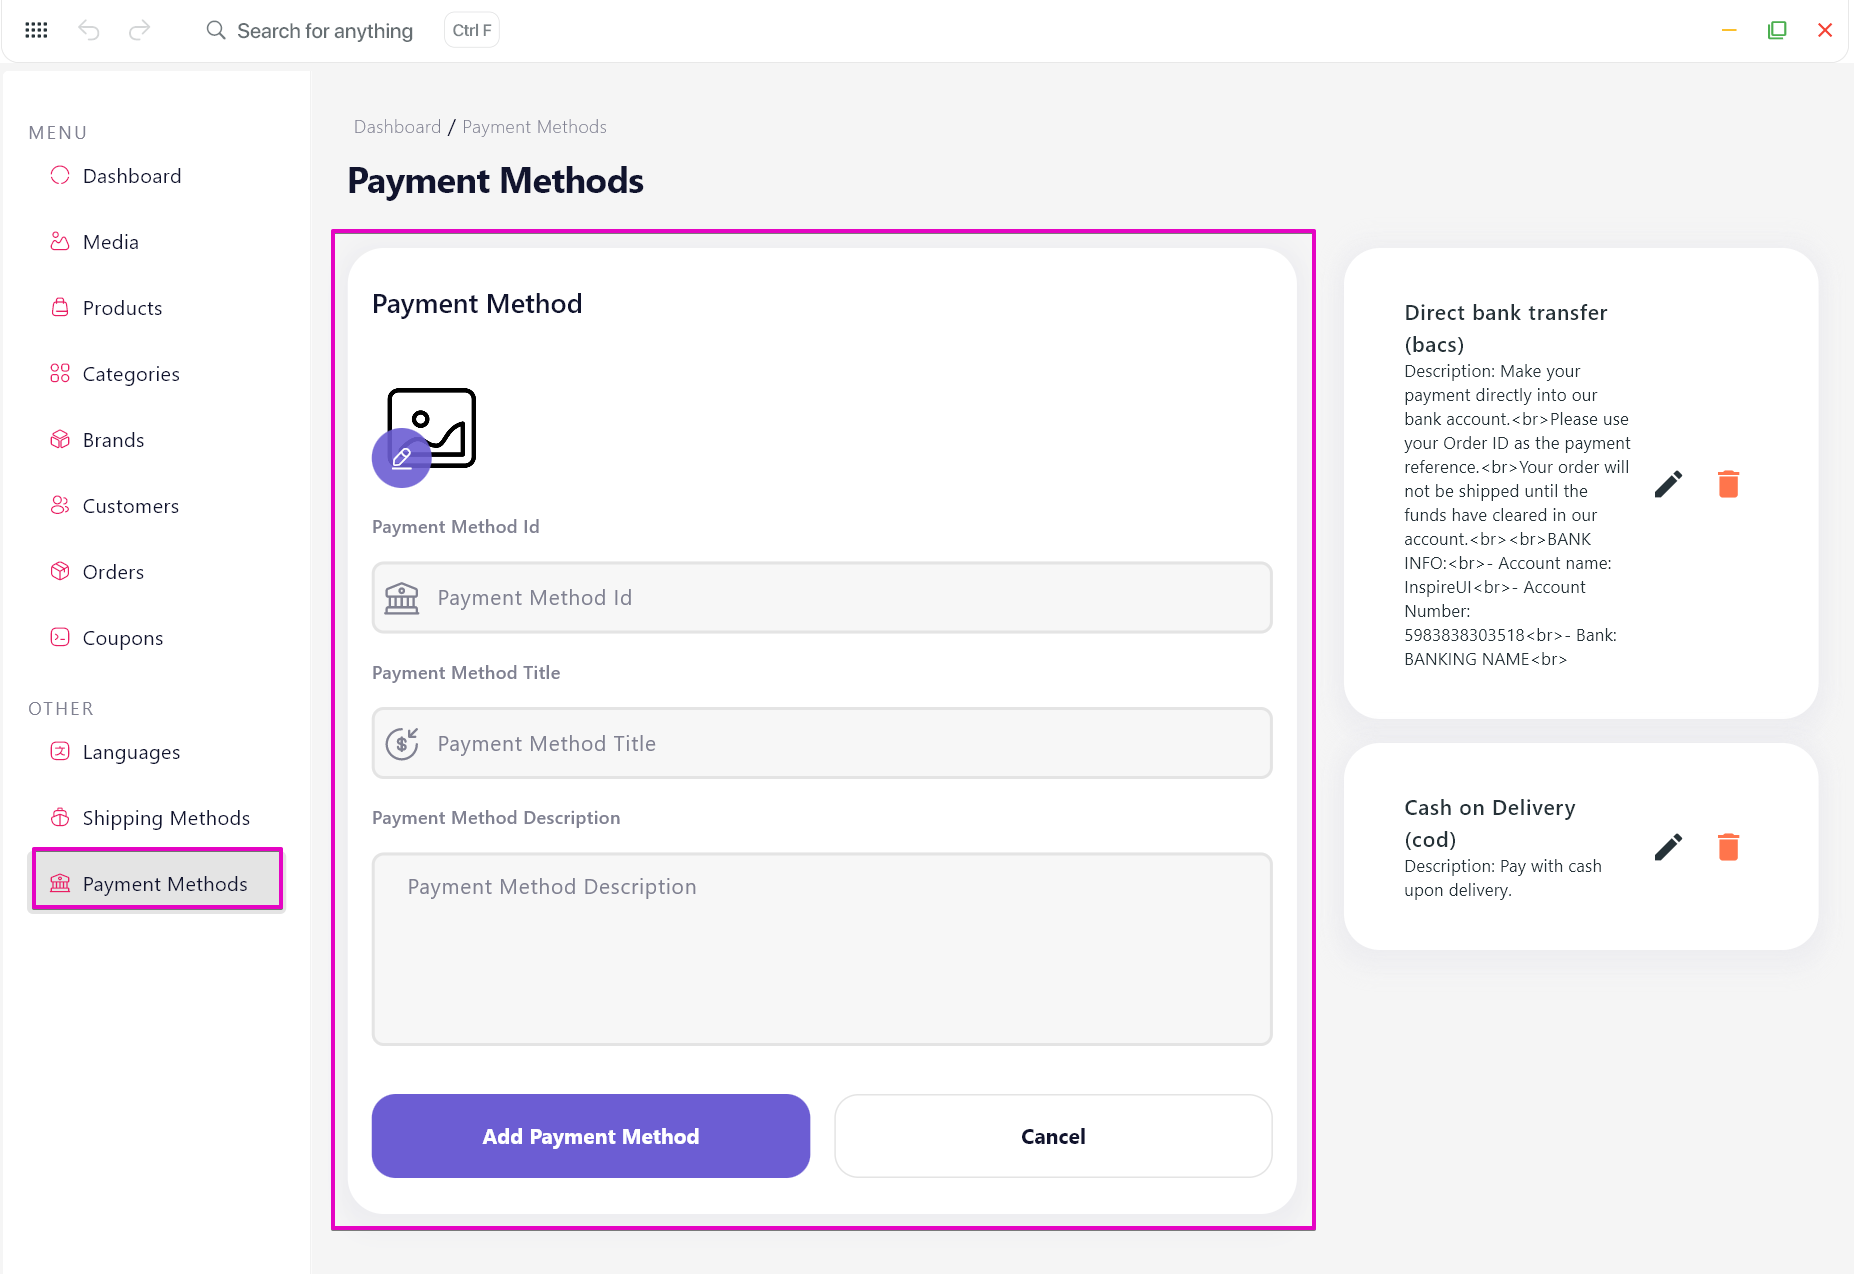 Search for anything
Ctrl F
MENU
Dashboard
Media
Products
Categories
Brands
Customers
Orders
Coupons
OTHER
Languages
Shipping Methods
Payment Methods
Dashboard / Payment Methods
Payment Methods
Payment Method
Payment Method Id
Payment Method Id
Payment Method Title
Payment Method Title
Payment Method Description
Payment Method Description
Add Payment Method
Cancel
Direct bank transfer
(bacs)
Description: Make your
payment directly into our
bank account.<br>Please use
your Order ID as the payment
reference.<br>Your order will
not be shipped until the
funds have cleared in our
account.<br><br>BANK
INFO:<br>- Account name:
InspireUI<br>- Account
Number:
5983838303518<br>- Bank:
BANKING NAME<br>
Cash on Delivery
(cod)
Description: Pay with cash
upon delivery.